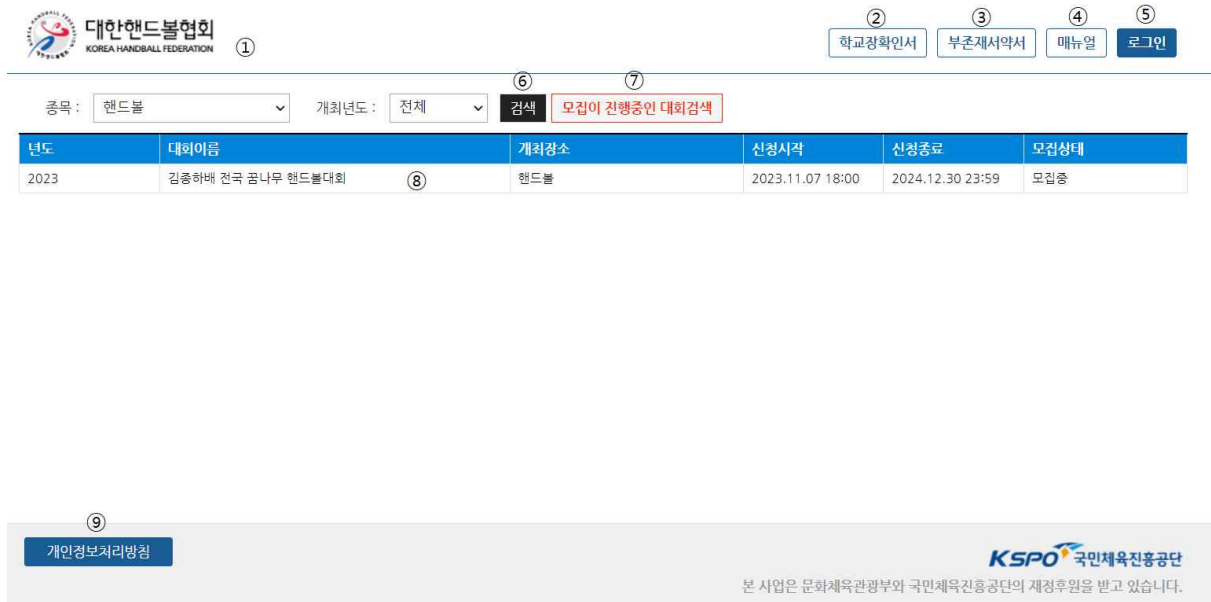 대한핸드볼협회
KOREA HANDBALL FEDERATION
①
② ③ ④ ⑤
학교장확인서 부존재서약서 매뉴얼 로그인
⑥ ⑦
종목 : 핸드볼 개최년도 : 전체 검색 모집이 진행중인 대회검색
년도 대회이름 개최장소 신청시작 신청종료 모집상태
2023 김종하배 전국 꿈나무 핸드볼대회 ⑧ 핸드볼 2023.11.07 18:00 2024.12.30 23:59 모집중
⑨
개인정보처리방침
KSPO 국민체육진흥공단
본 사업은 문화체육관광부와 국민체육진흥공단의 재정후원을 받고 있습니다.